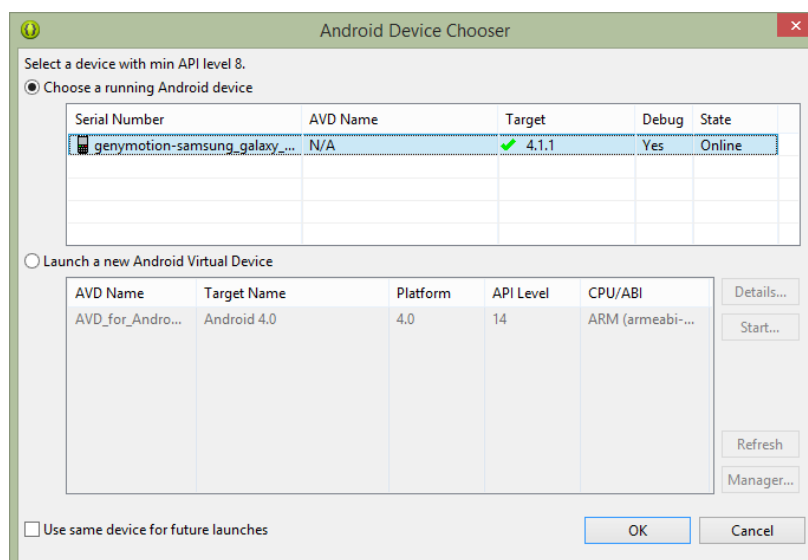 Android Device Chooser
Select a device with min API level 8.
Choose a running Android device
Serial Number AVD Name Target Debug State
genymotion-samsung_galaxy_... N/A 4.1.1 Yes Online
Launch a new Android Virtual Device
AVD Name Target Name Platform API Level CPU/ABI Details...
AVD_for_Andro... Android 4.0 4.0 14 ARM (armeabi-... Start...
Refresh
Manager...
Use same device for future launches OK Cancel